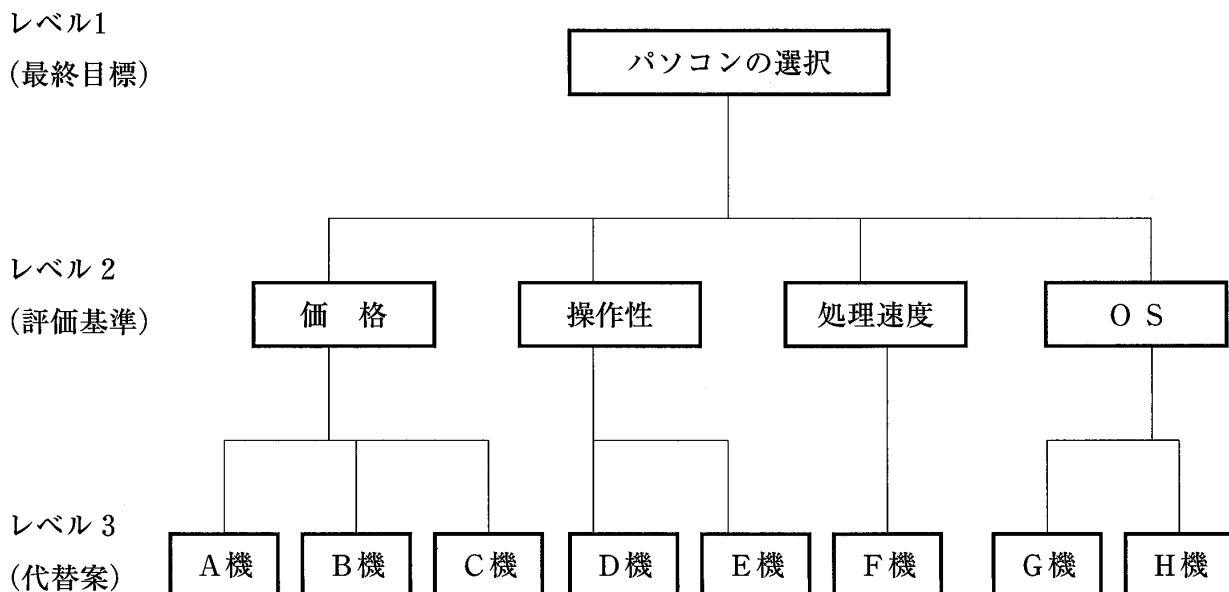 レベル1
(最終目標)
パソコンの選択
レベル2
(評価基準)
価 格
操作性
処理速度
O S
レベル3
(代替案)
A機
B機
C機
D機
E機
F機
G機
H機